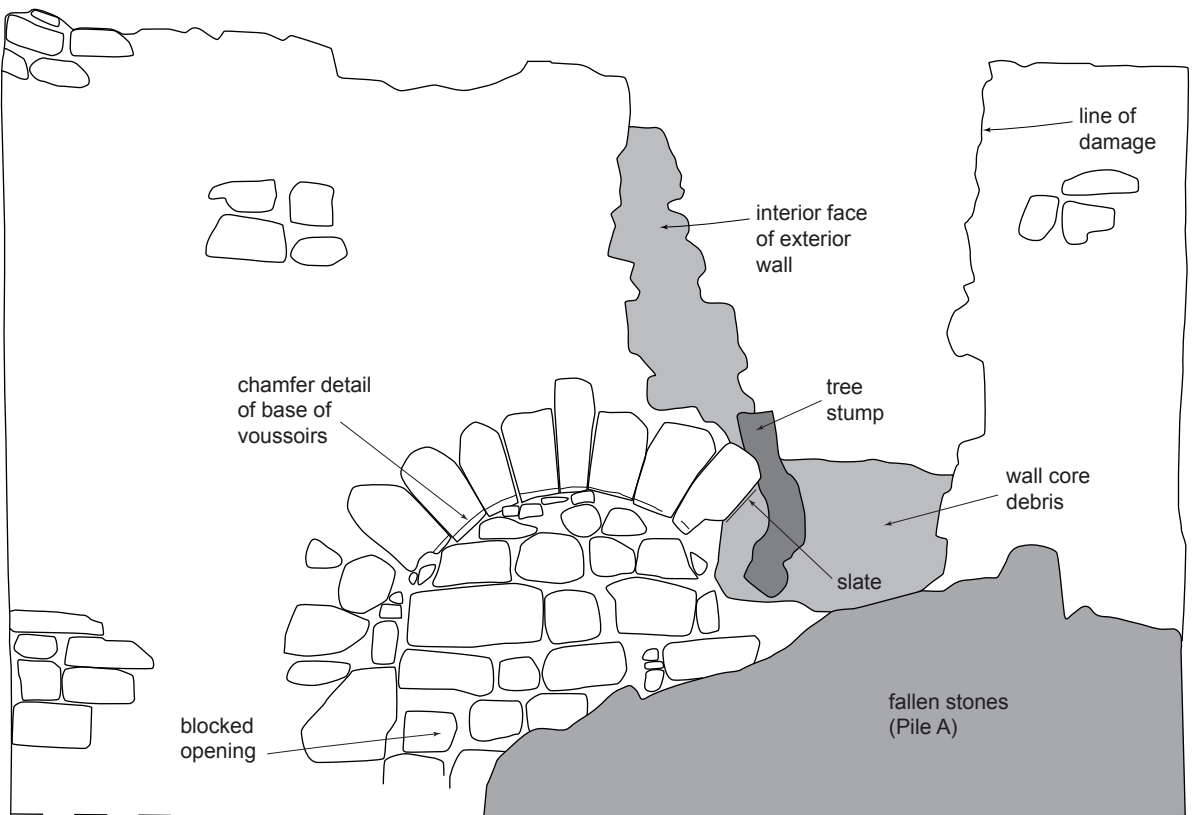 line of
damage
interior face
of exterior
wall
chamfer detail
of base of
voussoirs
tree
stump
wall core
debris
slate
fallen stones
(Pile A)
blocked
opening